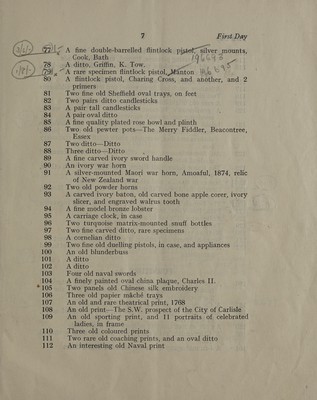 7 First Day
77 A fine double-barrelled flintlock pistol, silver mounts,
Cook, Bath
78 A ditto, Griffin, K. Tow.
79 A rare specimen flintlock pistol, Manton
80 A flintlock pistol, Charing Cross, and another, and 2
primers
81 Two fine old Sheffield oval trays, on feet
82 Two pairs ditto candlesticks
83 A pair tall candlesticks
84 A pair oval ditto
85 A fine quality plated rose bowl and plinth
86 Two old pewter pots—The Merry Fiddler, Beacontree,
Essex
87 Two ditto—Ditto
88 Three ditto—Ditto
89 A fine carved ivory sword handle
90 An ivory war horn
91 A silver-mounted Maori war horn, Amoaful, 1874, relic
of New Zealand war
92 Two old powder horns
93 A carved ivory baton, old carved bone apple corer, ivory
slicer, and engraved walnut tooth
94 A fine model bronze lobster
95 A carriage clock, in case
96 Two turquoise matrix-mounted snuff bottles
97 Two fine carved ditto, rare specimens
98 A cornelian ditto
99 Two fine old duelling pistols, in case, and appliances
100 An old blunderbuss
101 A ditto
102 A ditto
103 Four old naval swords
104 A finely painted oval china plaque, Charles II.
*105 Two panels old Chinese silk embroidery
106 Three old papier mâché trays
107 An old and rare theatrical print, 1768
108 An old print—The S.W. prospect of the City of Carlisle
109 An old sporting print, and 11 portraits of celebrated
ladies, in frame
110 Three old coloured prints
111 Two rare old coaching prints, and an oval ditto
112 An interesting old Naval print